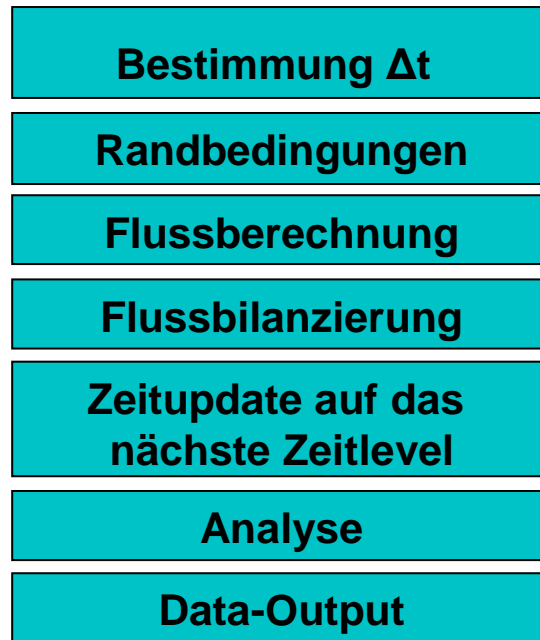 Bestimmung Δt
Randbedingungen
Flussberechnung
Flussbilanzierung
Zeitupdate auf das
nächste Zeitlevel
Analyse
Data-Output